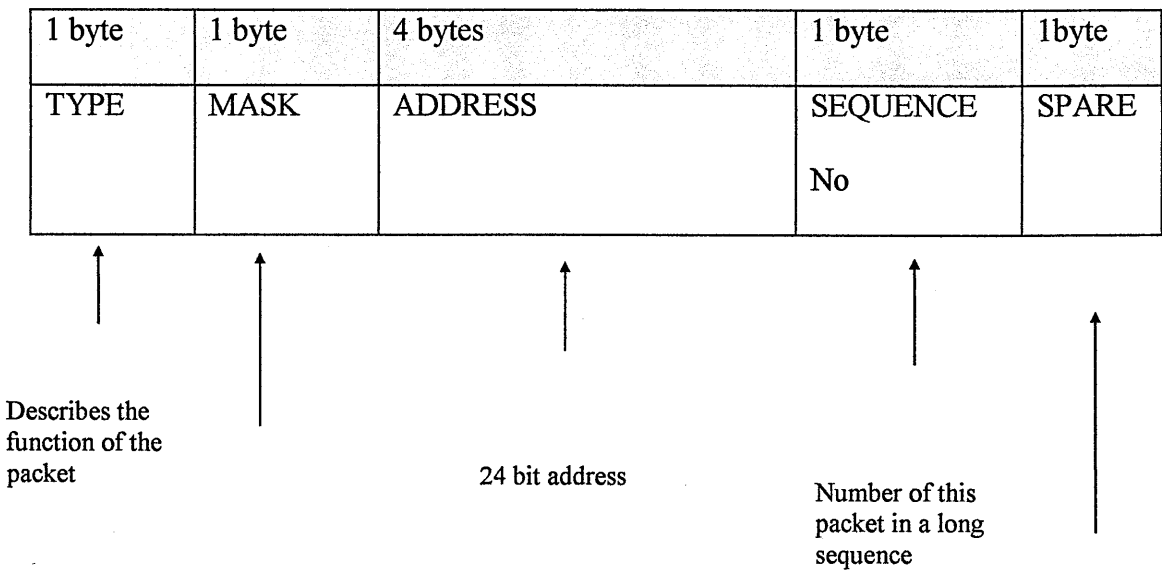 1 byte 1 byte 4 bytes 1 byte 1byte
TYPE MASK ADDRESS SEQUENCE SPARE
No
Describes the
function of the
packet
24 bit address
Number of this
packet in a long
sequence